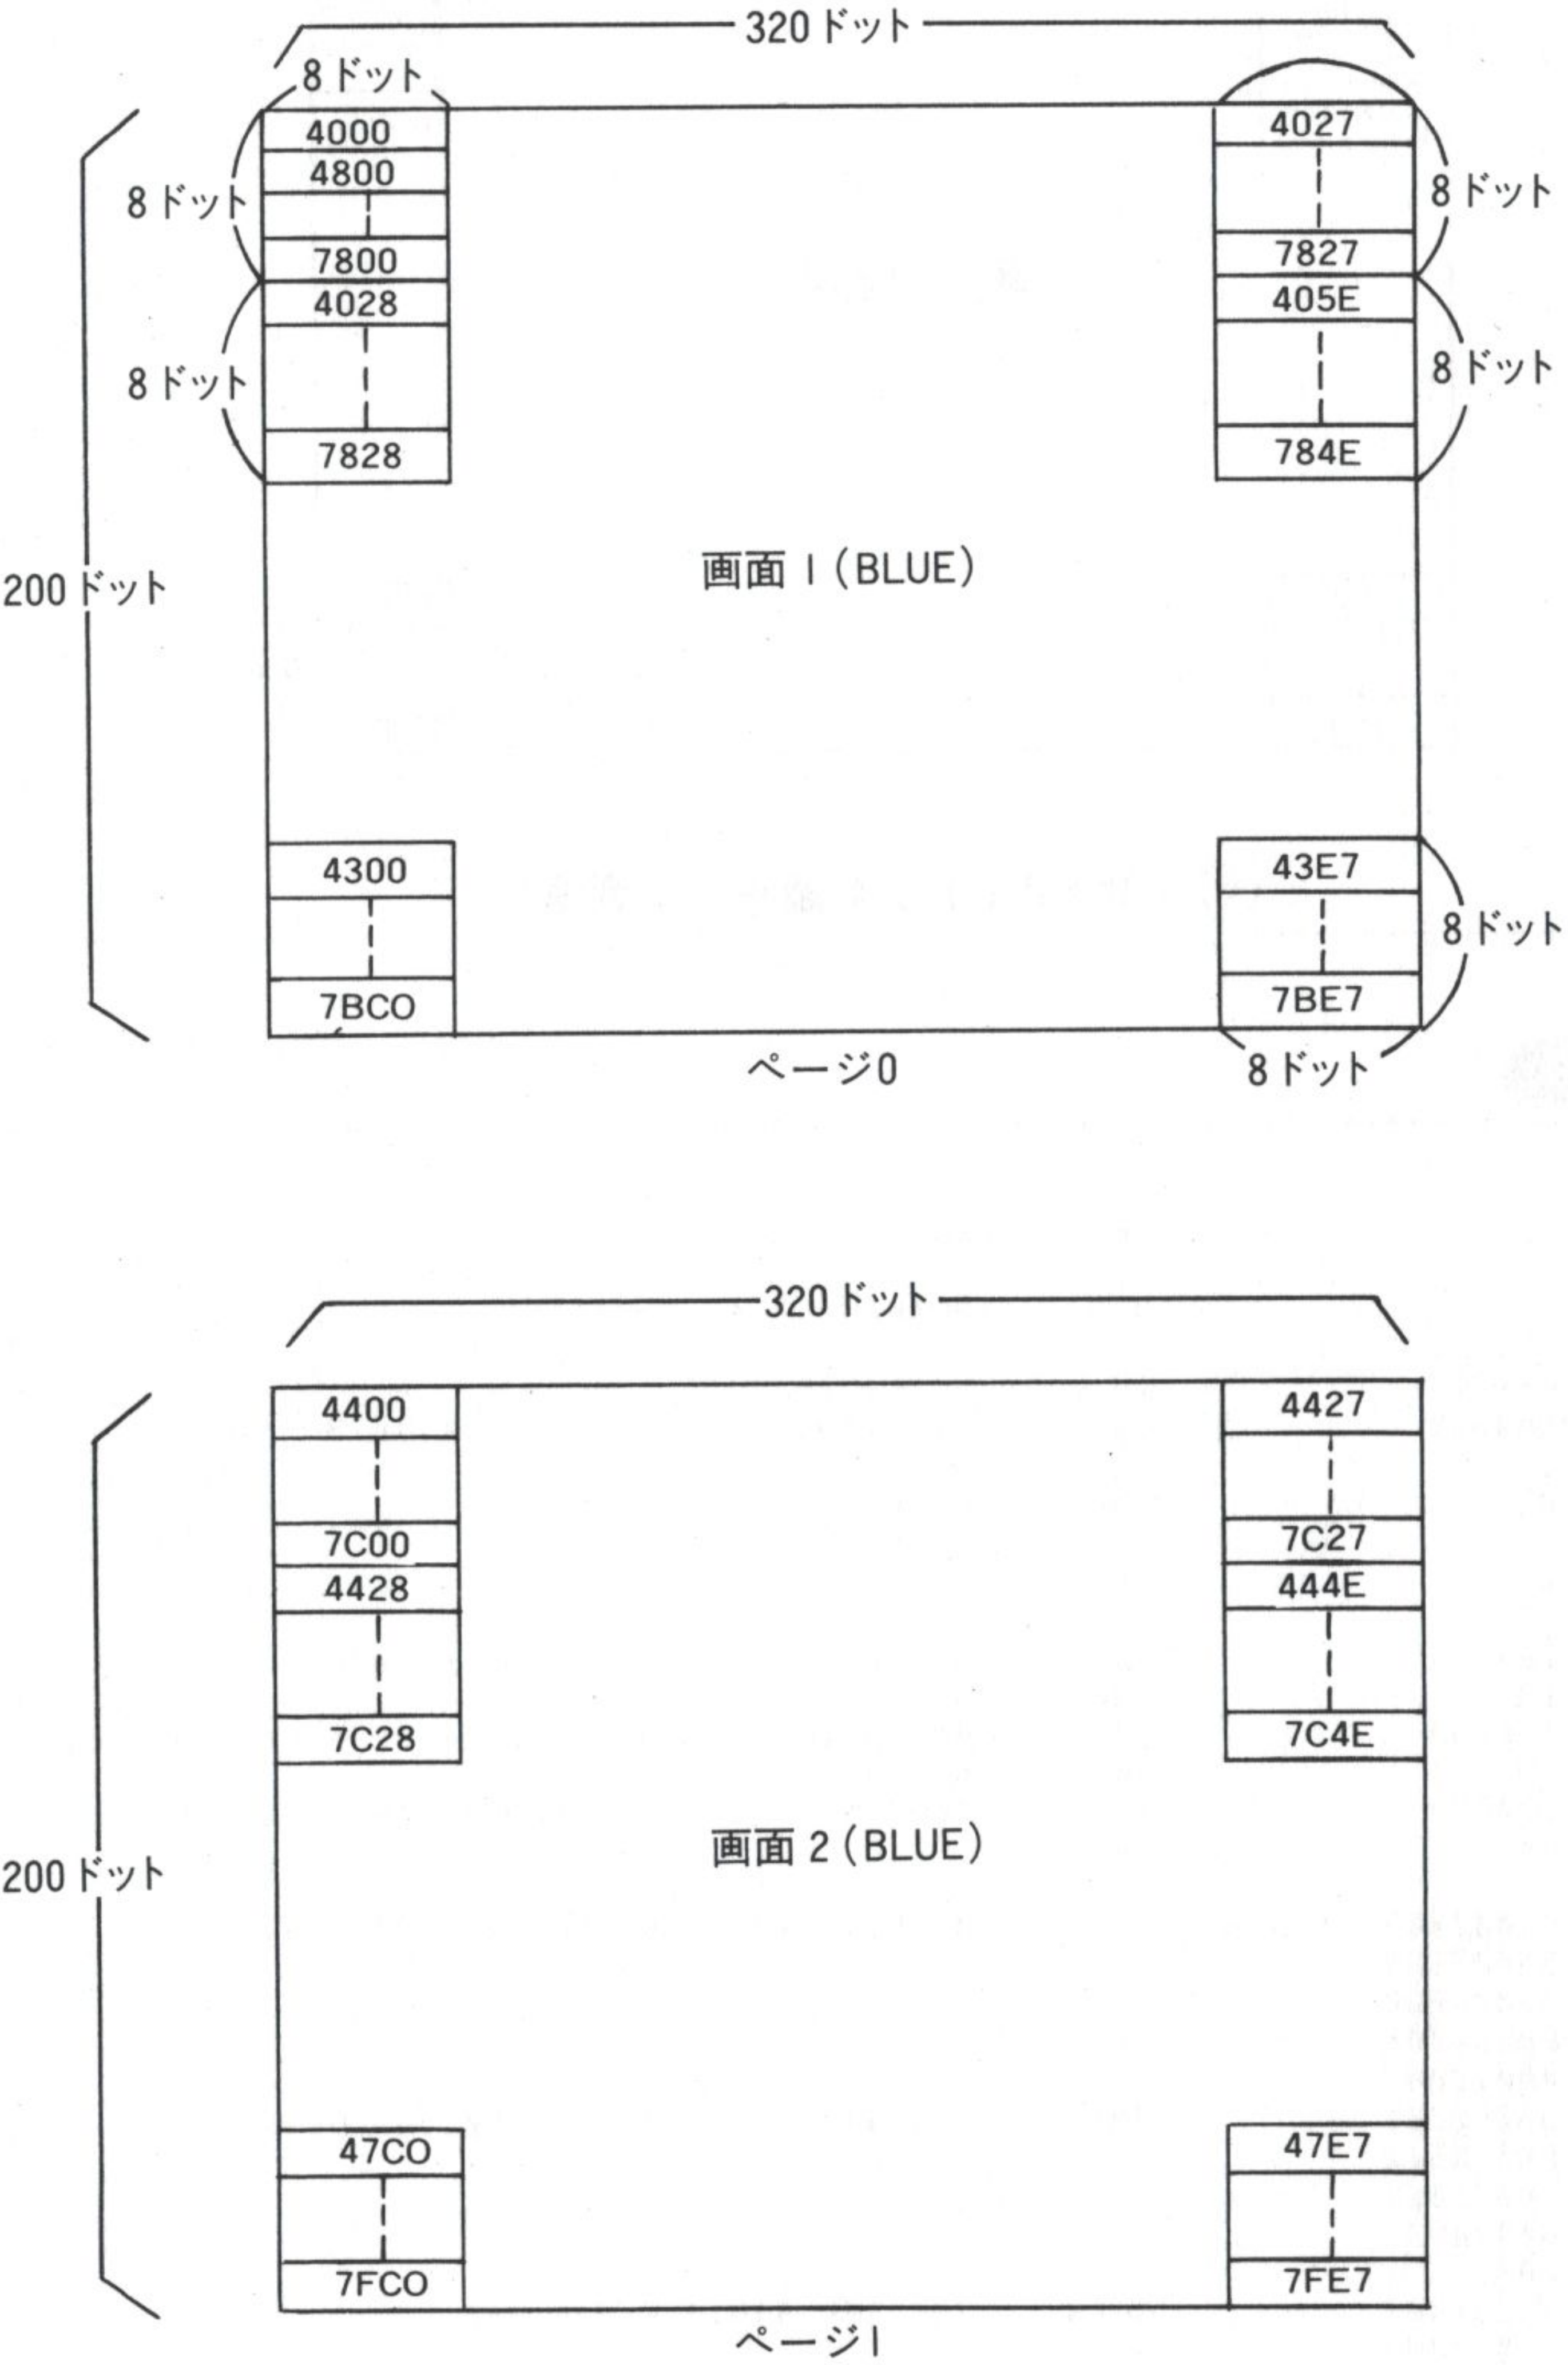 320ドット
8ドット
4000
4027
4800
8ドット
8ドット
7800
7827
4028
405E
8ドット
8ドット
7828
784E
画面1(BLUE)
200ドット
4300
43E7
8ドット
7BC0
7BE7
ページ0
8ドット
320ドット
4400
4427
7C00
7C27
4428
444E
7C28
7C4E
画面2(BLUE)
200ドット
47C0
47E7
7FC0
7FE7
ページ1